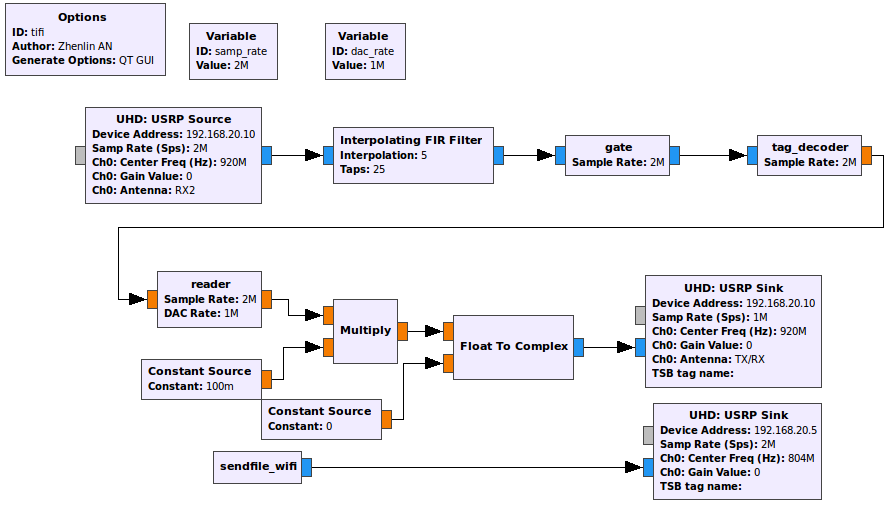 Options
ID: tifi
Author: Zhenlin AN
Generate Options: QT GUI
Variable
ID: samp_rate
Value: 2M
Variable
ID: dac_rate
Value: 1M
UHD: USRP Source
Device Address: 192.168.20.10
Samp Rate (Sps): 2M
Ch0: Center Freq (Hz): 920M
Ch0: Gain Value: 0
Ch0: Antenna: RX2
Interpolating FIR Filter
Interpolation: 5
Taps: 25
gate
Sample Rate: 2M
tag_decoder
Sample Rate: 2M
reader
Sample Rate: 2M
DAC Rate: 1M
Multiply
Constant Source
Constant: 100m
Constant Source
Constant: 0
Float To Complex
UHD: USRP Sink
Device Address: 192.168.20.10
Samp Rate (Sps): 1M
Ch0: Center Freq (Hz): 920M
Ch0: Gain Value: 0
Ch0: Antenna: TX/RX
TSB tag name:
sendfile_wifi
UHD: USRP Sink
Device Address: 192.168.20.5
Samp Rate (Sps): 2M
Ch0: Center Freq (Hz): 804M
Ch0: Gain Value: 0
TSB tag name: